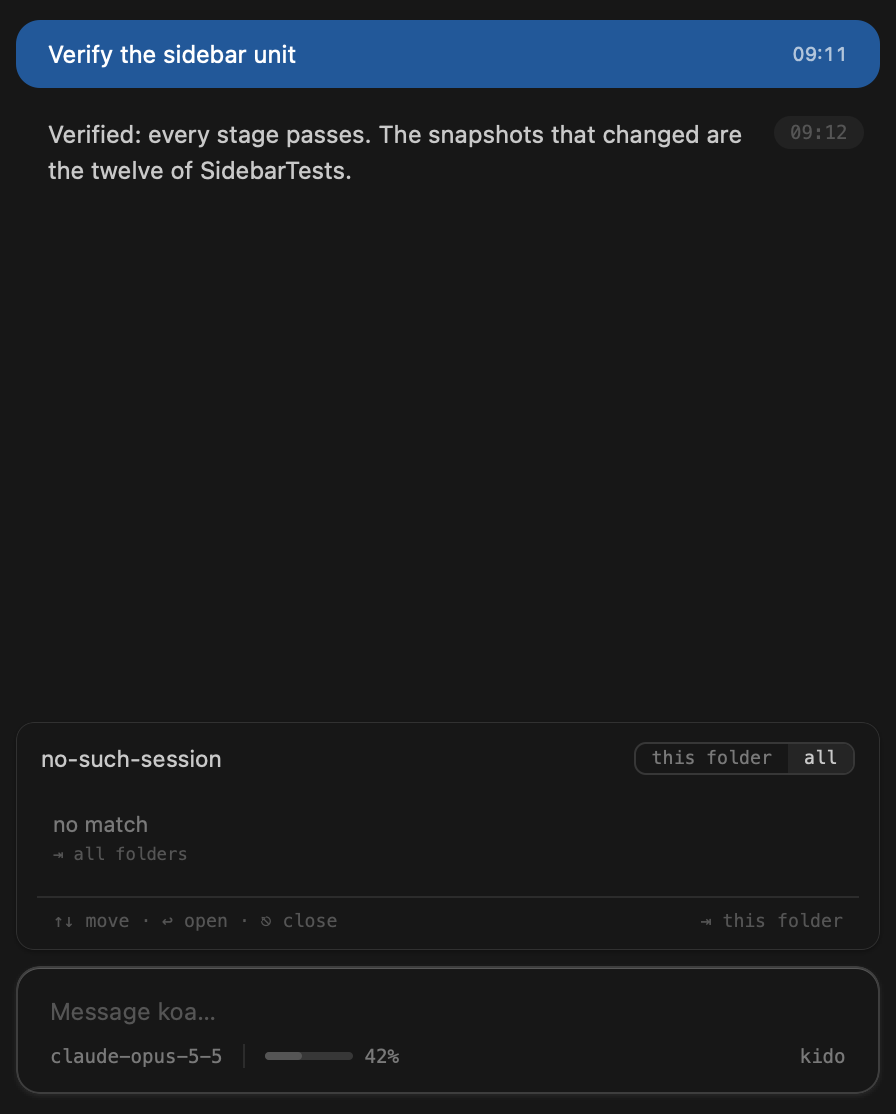 Verify the sidebar unit 09:11
Verified: every stage passes. The snapshots that changed are 09:12
the twelve of SidebarTests.
no-such-session this folder all
no match
⇥ all folders
↑↓ move · ↩ open · ⎋ close ⇥ this folder
Message koa…
claude-opus-5-5 42% kido